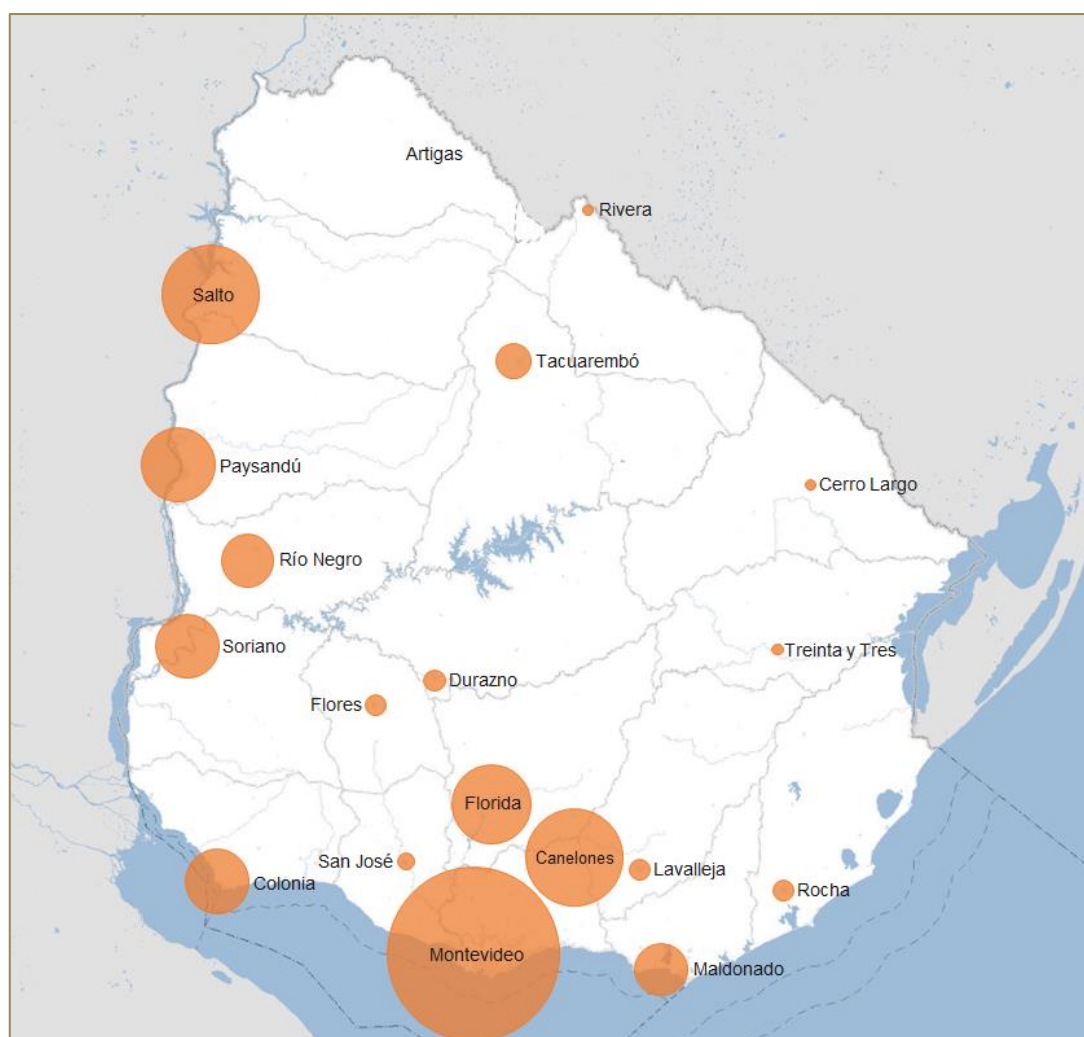 Artigas
Rivera
Salto
Tacuarembó
Paysandú
Cerro Largo
Río Negro
Soriano
Treinta y Tres
Durazno
Flores
Florida
Canelones
San José
Lavalleja
Colonia
Rocha
Montevideo
Maldonado